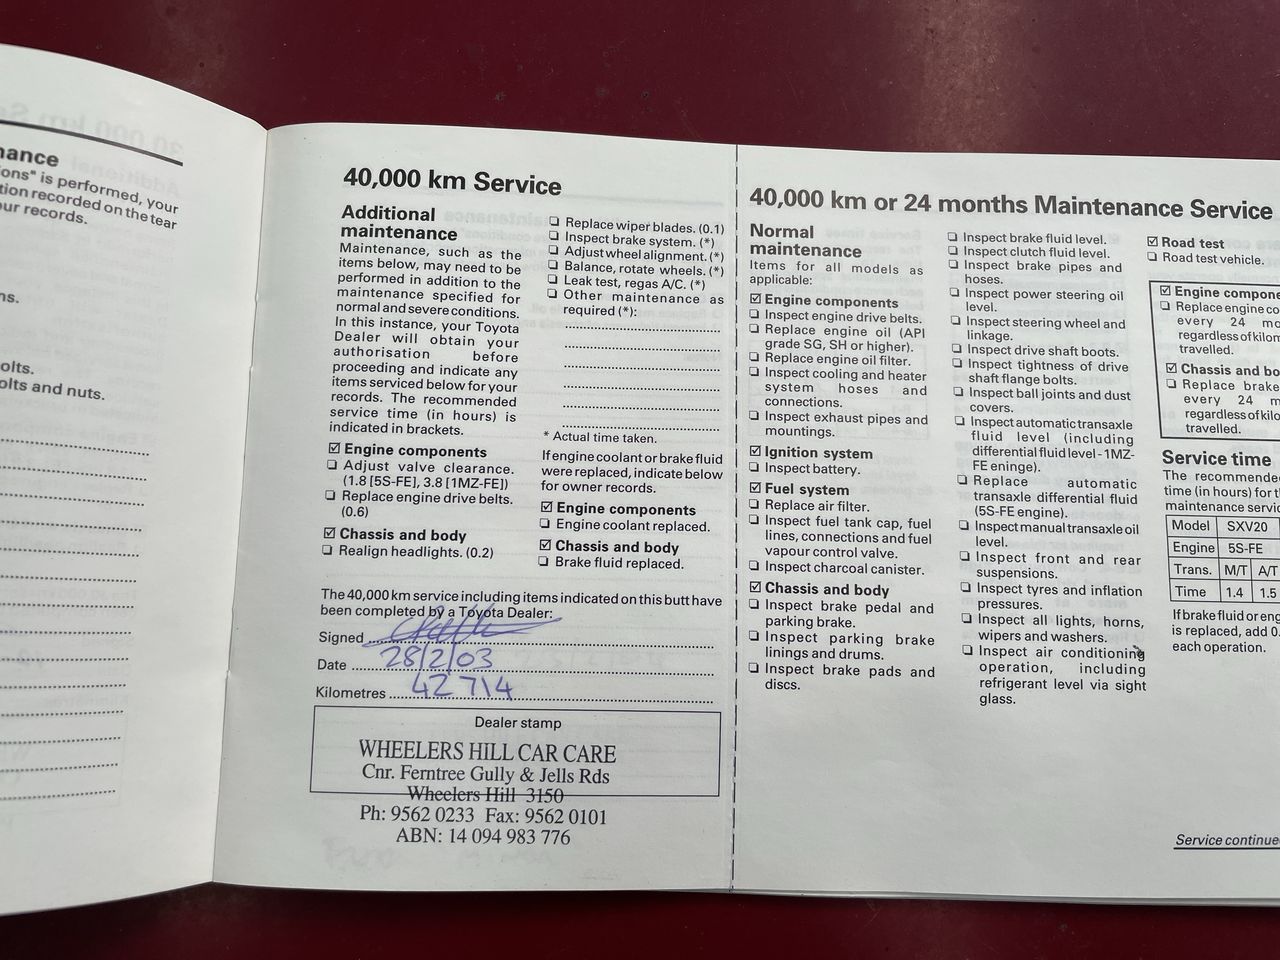 nance
ions" is performed, your
tion recorded on the tear
our records.
ns.
olts.
olts and nuts.
40,000 km Service
Additional
maintenance
Maintenance, such as the
items below, may need to be
performed in addition to the
maintenance specified for
normal and severe conditions.
In this instance, your Toyota
Dealer will obtain your
authorisation before
proceeding and indicate any
items serviced below for your
records. The recommended
service time (in hours) is
indicated in brackets.
☑ Engine components
❏ Adjust valve clearance.
(1.8 [5S-FE], 3.8 [1MZ-FE])
❏ Replace engine drive belts.
(0.6)
☑ Chassis and body
❏ Realign headlights. (0.2)
❏ Replace wiper blades. (0.1)
❏ Inspect brake system. (*)
❏ Adjust wheel alignment. (*)
❏ Balance, rotate wheels. (*)
❏ Leak test, regas A/C. (*)
❏ Other maintenance as
required (*):
* Actual time taken.
If engine coolant or brake fluid
were replaced, indicate below
for owner records.
☑ Engine components
❏ Engine coolant replaced.
☑ Chassis and body
❏ Brake fluid replaced.
The 40,000 km service including items indicated on this butt have
been completed by a Toyota Dealer:
Signed
Date 28/2/03
Kilometres 42714
Dealer stamp
WHEELERS HILL CAR CARE
Cnr. Ferntree Gully & Jells Rds
Wheelers Hill 3150
Ph: 9562 0233 Fax: 9562 0101
ABN: 14 094 983 776
40,000 km or 24 months Maintenance Service
Normal
maintenance
Items for all models as
applicable:
☑ Engine components
❏ Inspect engine drive belts.
❏ Replace engine oil (API
grade SG, SH or higher).
❏ Replace engine oil filter.
❏ Inspect cooling and heater
system hoses and
connections.
❏ Inspect exhaust pipes and
mountings.
☑ Ignition system
❏ Inspect battery.
☑ Fuel system
❏ Replace air filter.
❏ Inspect fuel tank cap, fuel
lines, connections and fuel
vapour control valve.
❏ Inspect charcoal canister.
☑ Chassis and body
❏ Inspect brake pedal and
parking brake.
❏ Inspect parking brake
linings and drums.
❏ Inspect brake pads and
discs.
❏ Inspect brake fluid level.
❏ Inspect clutch fluid level.
❏ Inspect brake pipes and
hoses.
❏ Inspect power steering oil
level.
❏ Inspect steering wheel and
linkage.
❏ Inspect drive shaft boots.
❏ Inspect tightness of drive
shaft flange bolts.
❏ Inspect ball joints and dust
covers.
❏ Inspect automatic transaxle
fluid level (including
differential fluid level - 1MZ-
FE eninge).
❏ Replace automatic
transaxle differential fluid
(5S-FE engine).
❏ Inspect manual transaxle oil
level.
❏ Inspect front and rear
suspensions.
❏ Inspect tyres and inflation
pressures.
❏ Inspect all lights, horns,
wipers and washers.
❏ Inspect air conditioning
operation, including
refrigerant level via sight
glass.
☑ Road test
❏ Road test vehicle.
☑ Engine compone
❏ Replace engine co
every 24 m
regardless of kilom
travelled.
☑ Chassis and bo
❏ Replace brake
every 24 m
regardless of kilom
travelled.
Service time
The recommended
time (in hours) for th
maintenance servic
Model SXV20
Engine 5S-FE
Trans. M/T A/T
Time 1.4 1.5
If brake fluid or eng
is replaced, add 0.
each operation.
Service continue